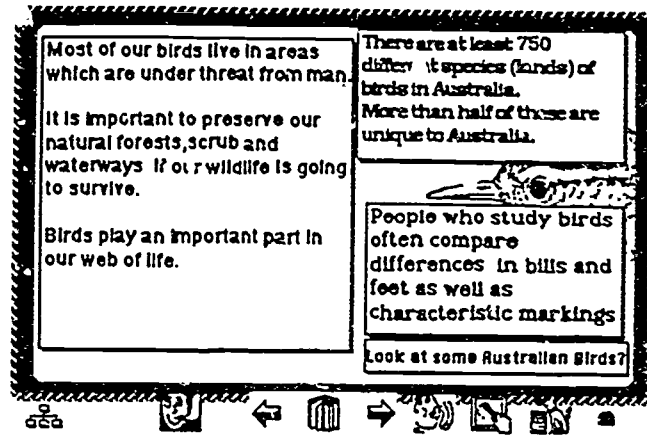 Most of our birds live in areas
which are under threat from man.
It is important to preserve our
natural forests,scrub and
waterways if our wildlife is going
to survive.
Birds play an important part in
our web of life.
There are at least 750
different species (kinds) of
birds in Australia.
More than half of these are
unique to Australia.
People who study birds
often compare
differences in bills and
feet as well as
characteristic markings
Look at some Australian Birds?